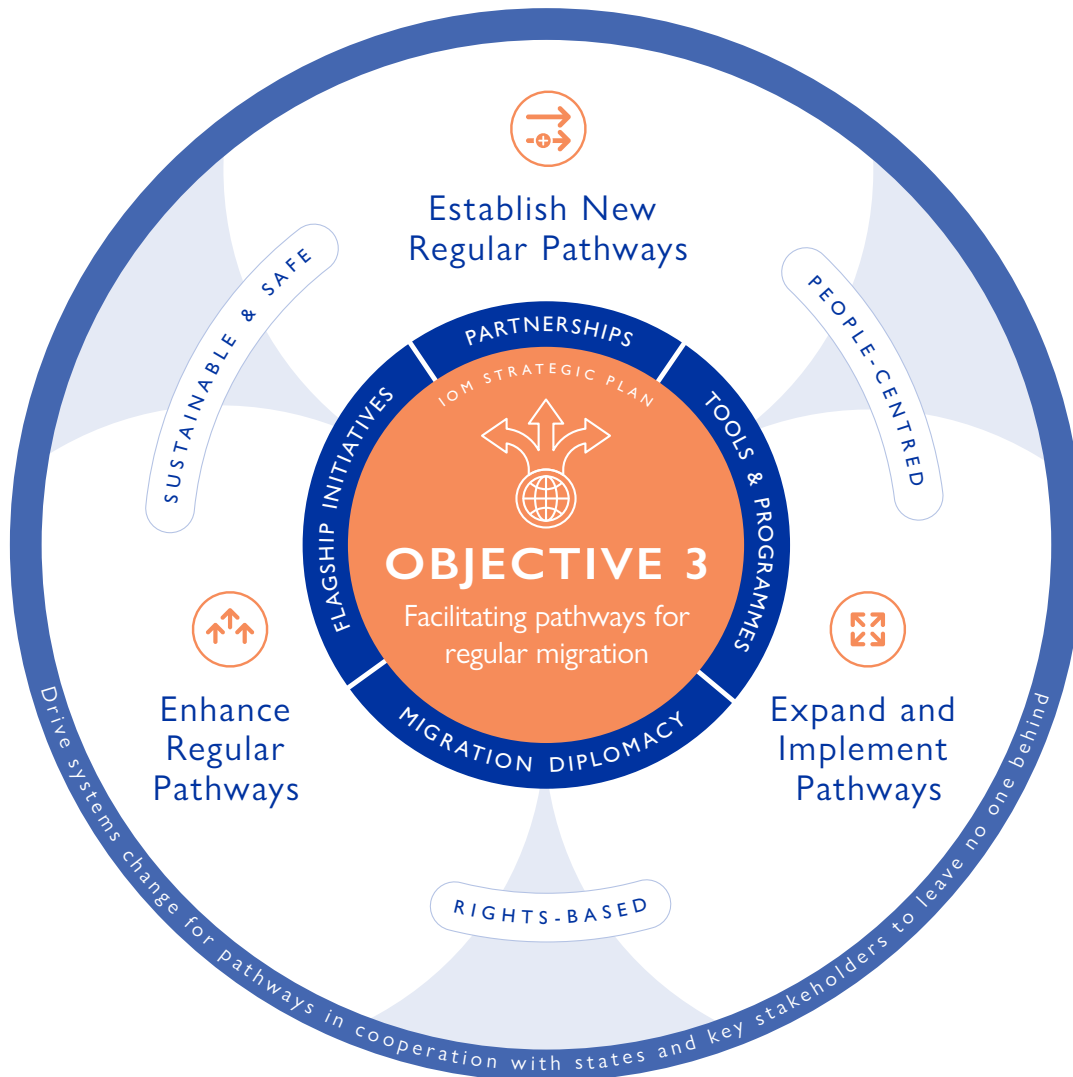 Establish New
Regular Pathways
SUSTAINABLE & SAFE
PEOPLE-CENTRED
PARTNERSHIPS
FLAGSHIP INITIATIVES
TOOLS & PROGRAMMES
MIGRATION DIPLOMACY
IOM STRATEGIC PLAN
OBJECTIVE 3
Facilitating pathways for
regular migration
Enhance
Regular
Pathways
Expand and
Implement
Pathways
RIGHTS-BASED
Drive systems change for pathways in cooperation with states and key stakeholders to leave no one behind